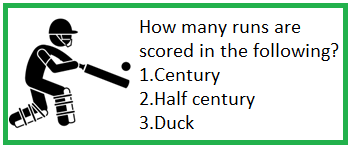 How many runs are
scored in the following?
1.Century
2.Half century
3.Duck